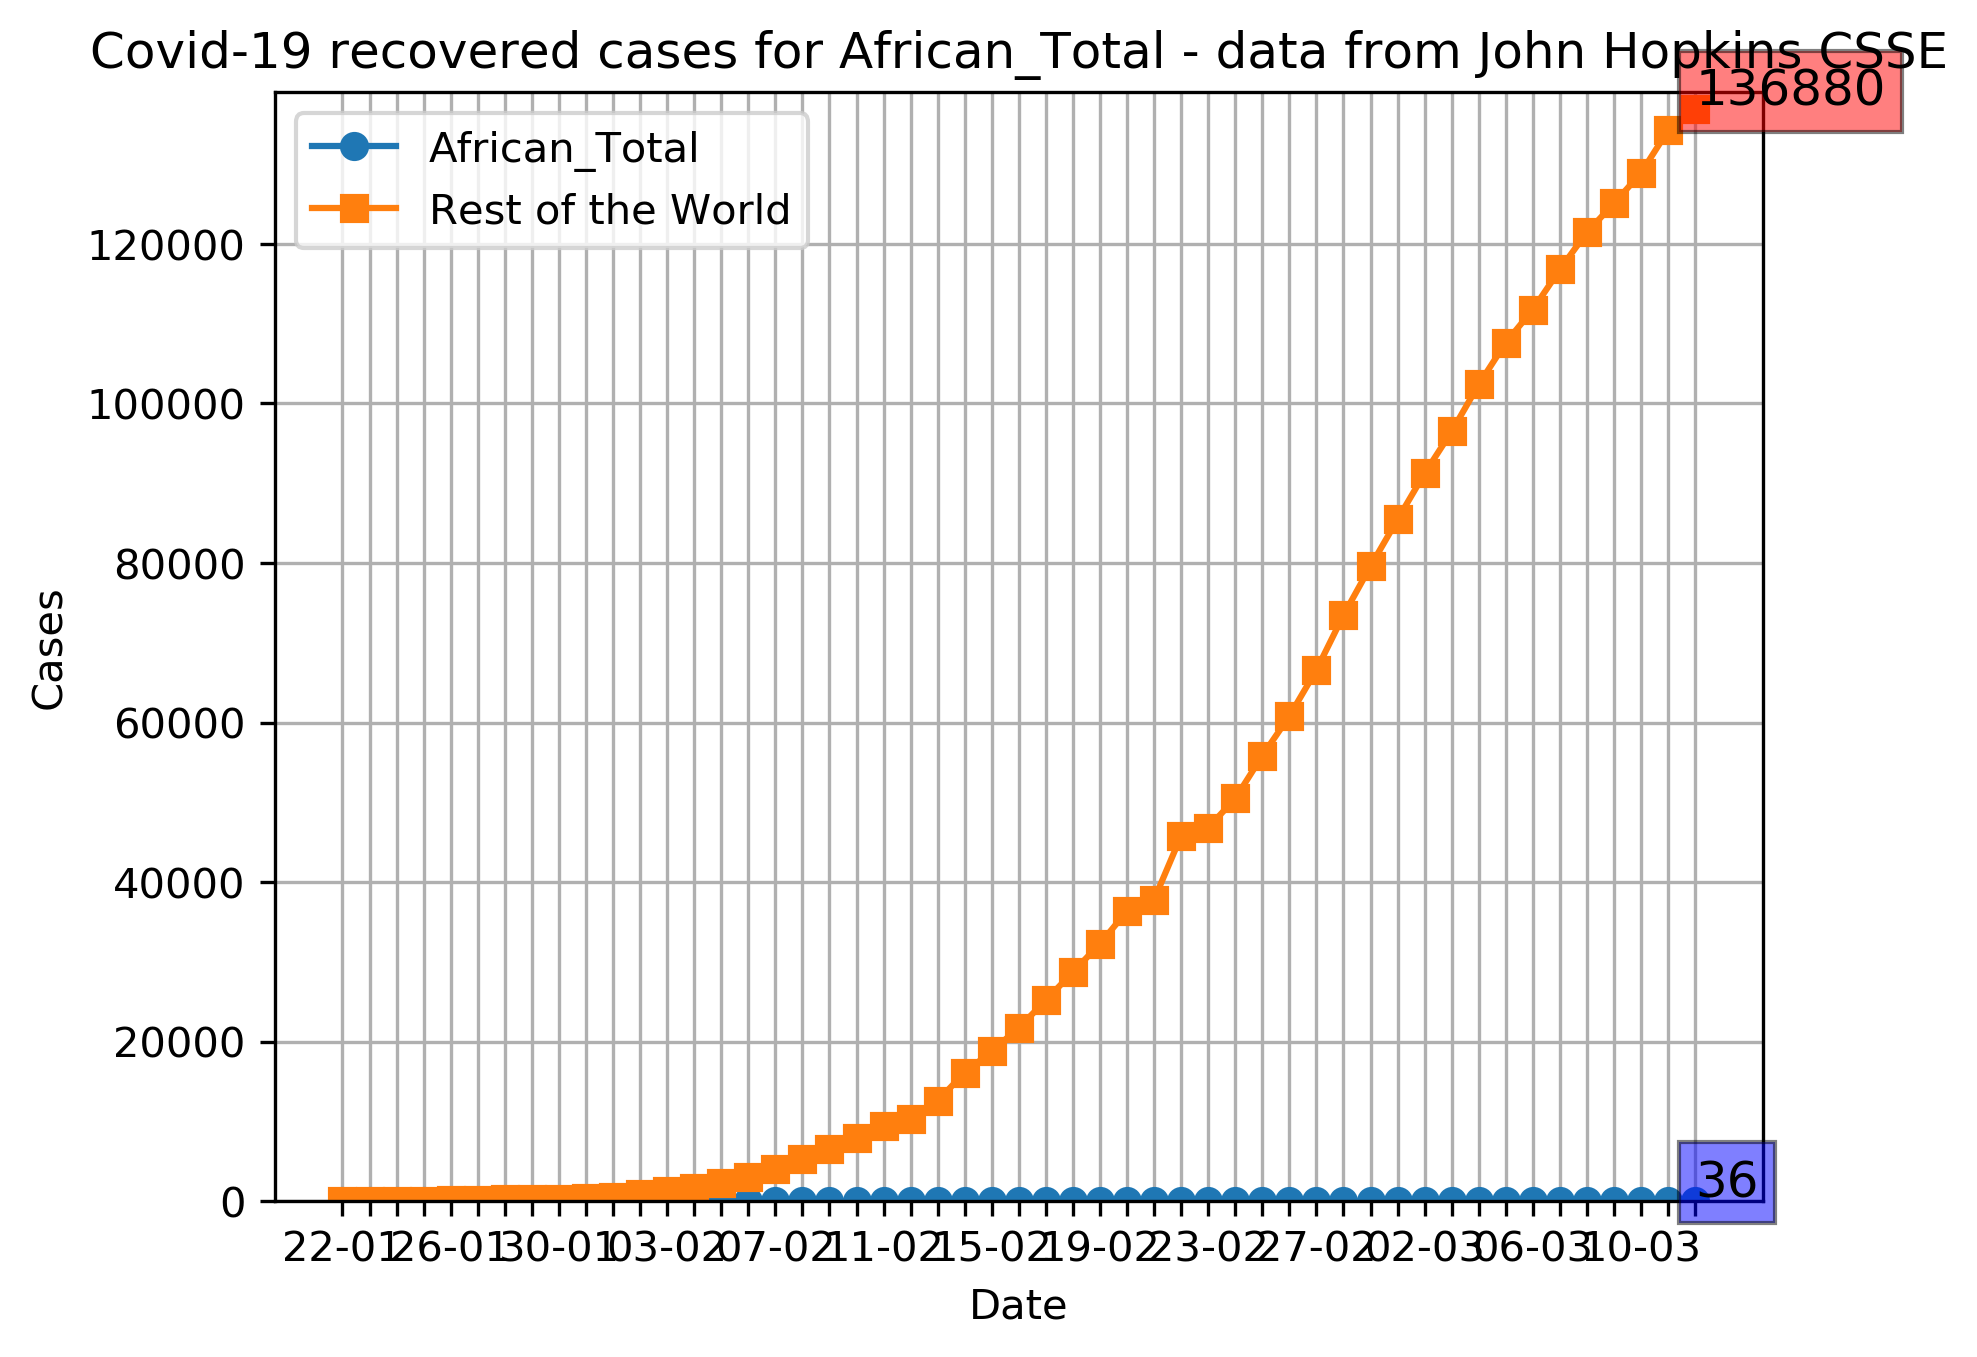 Covid-19 recovered cases for African_Total - data from John Hopkins CSSE
136880
African_Total
Rest of the World
120000
100000
80000
60000
40000
20000
0
Cases
36
22-01 26-01 30-01 03-02 07-02 11-02 15-02 19-02 23-02 27-02 02-03 06-03 10-03
Date